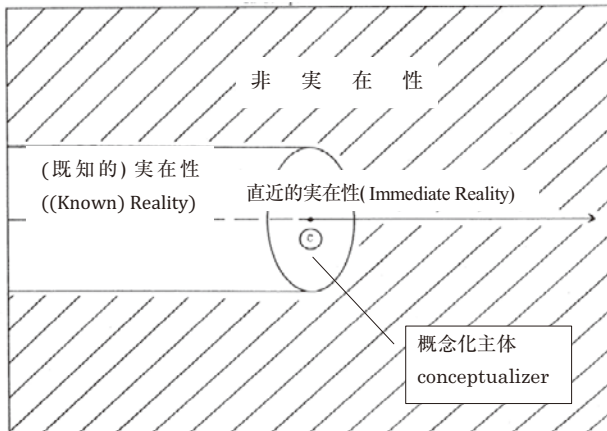 非 実 在 性
(既知的) 実在性
((Known) Reality)
直近的実在性( Immediate Reality)
C
概念化主体
conceptualizer